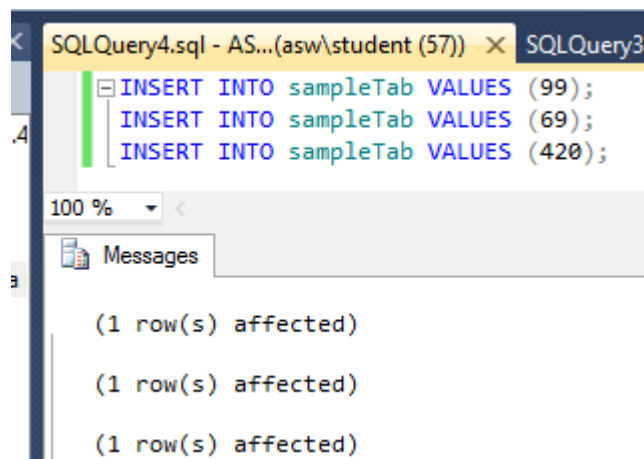 SQLQuery4.sql - AS...(asw\student (57)) × SQLQuery3
INSERT INTO sampleTab VALUES (99);
INSERT INTO sampleTab VALUES (69);
INSERT INTO sampleTab VALUES (420);
.4
100 %
Messages
a
(1 row(s) affected)
(1 row(s) affected)
(1 row(s) affected)